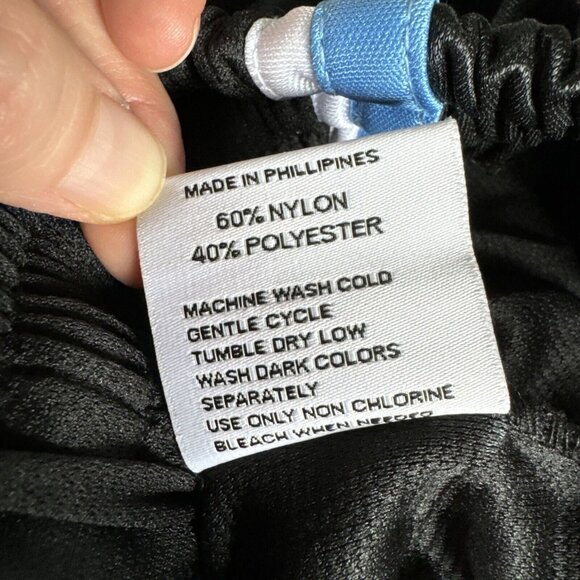 MADE IN PHILLIPINES
60% NYLON
40% POLYESTER
MACHINE WASH COLD
GENTLE CYCLE
TUMBLE DRY LOW
WASH DARK COLORS
SEPARATELY
USE ONLY NON CHLORINE
BLEACH WHEN NEEDED